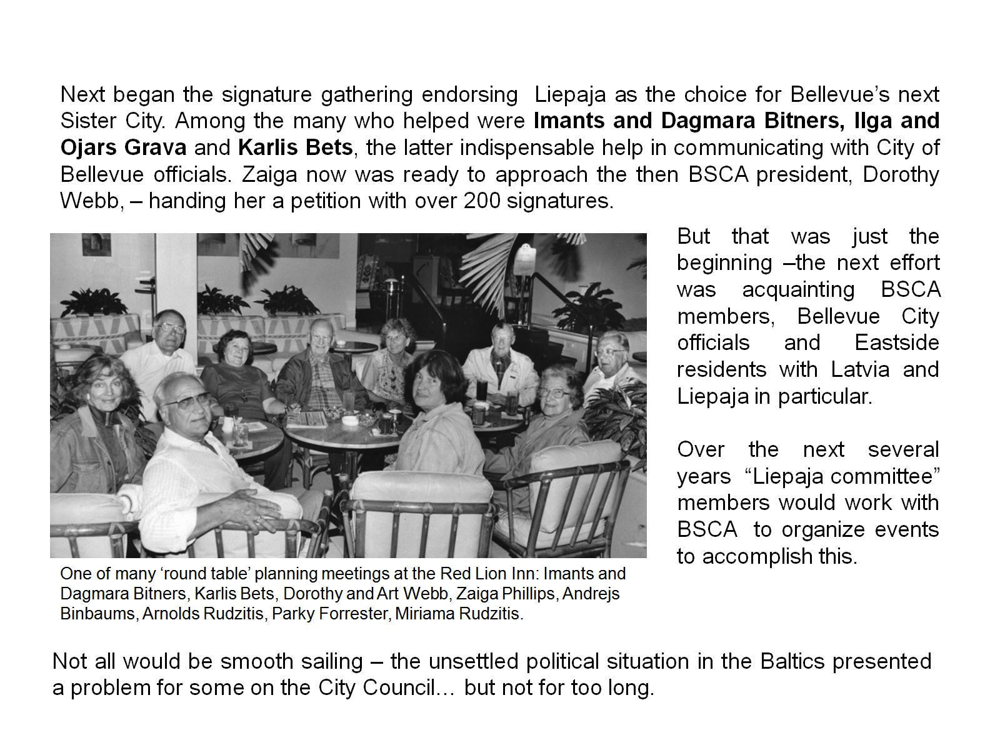 Next began the signature gathering endorsing  Liepaja as the choice for Bellevue’s next
Sister City. Among the many who helped were Imants and Dagmara Bitners, Ilga and
Ojars Grava and Karlis Bets, the latter indispensable help in communicating with City of
Bellevue officials. Zaiga now was ready to approach the then BSCA president, Dorothy
Webb, – handing her a petition with over 200 signatures.
But that was just the
beginning –the next effort
was acquainting BSCA
members, Bellevue City
officials and Eastside
residents with Latvia and
Liepaja in particular.
Over the next several
years “Liepaja committee”
members would work with
BSCA  to organize events
to accomplish this.
One of many ‘round table’ planning meetings at the Red Lion Inn: Imants and
Dagmara Bitners, Karlis Bets, Dorothy and Art Webb, Zaiga Phillips, Andrejs
Binbaums, Arnolds Rudzitis, Parky Forrester, Miriama Rudzitis.
Not all would be smooth sailing – the unsettled political situation in the Baltics presented
a problem for some on the City Council… but not for too long.